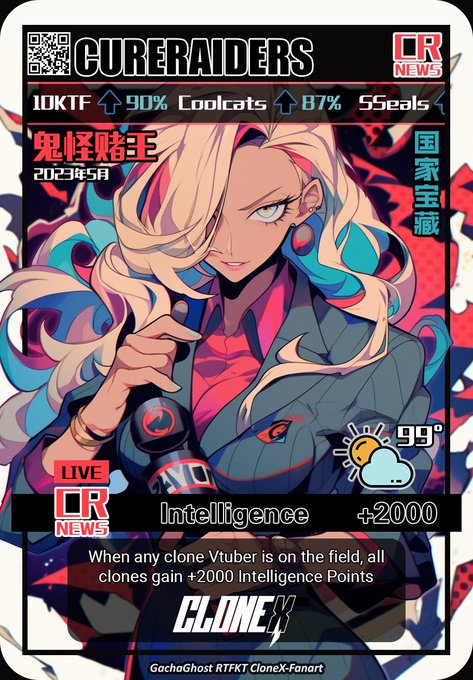 CURERAIDERS
CR
NEWS
10KTF 90% Coolcats 87% SSeals
鬼怪赌王
2023年5月
国家宝藏
99°
LIVE
CR
NEWS
Intelligence +2000
When any clone Vtuber is on the field, all
clones gain +2000 Intelligence Points
CLONEX
GachaGhost RTFKT CloneX-Fanart